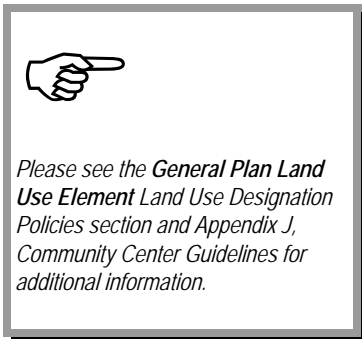 Please see the General Plan Land
Use Element Land Use Designation
Policies section and Appendix J,
Community Center Guidelines for
additional information.